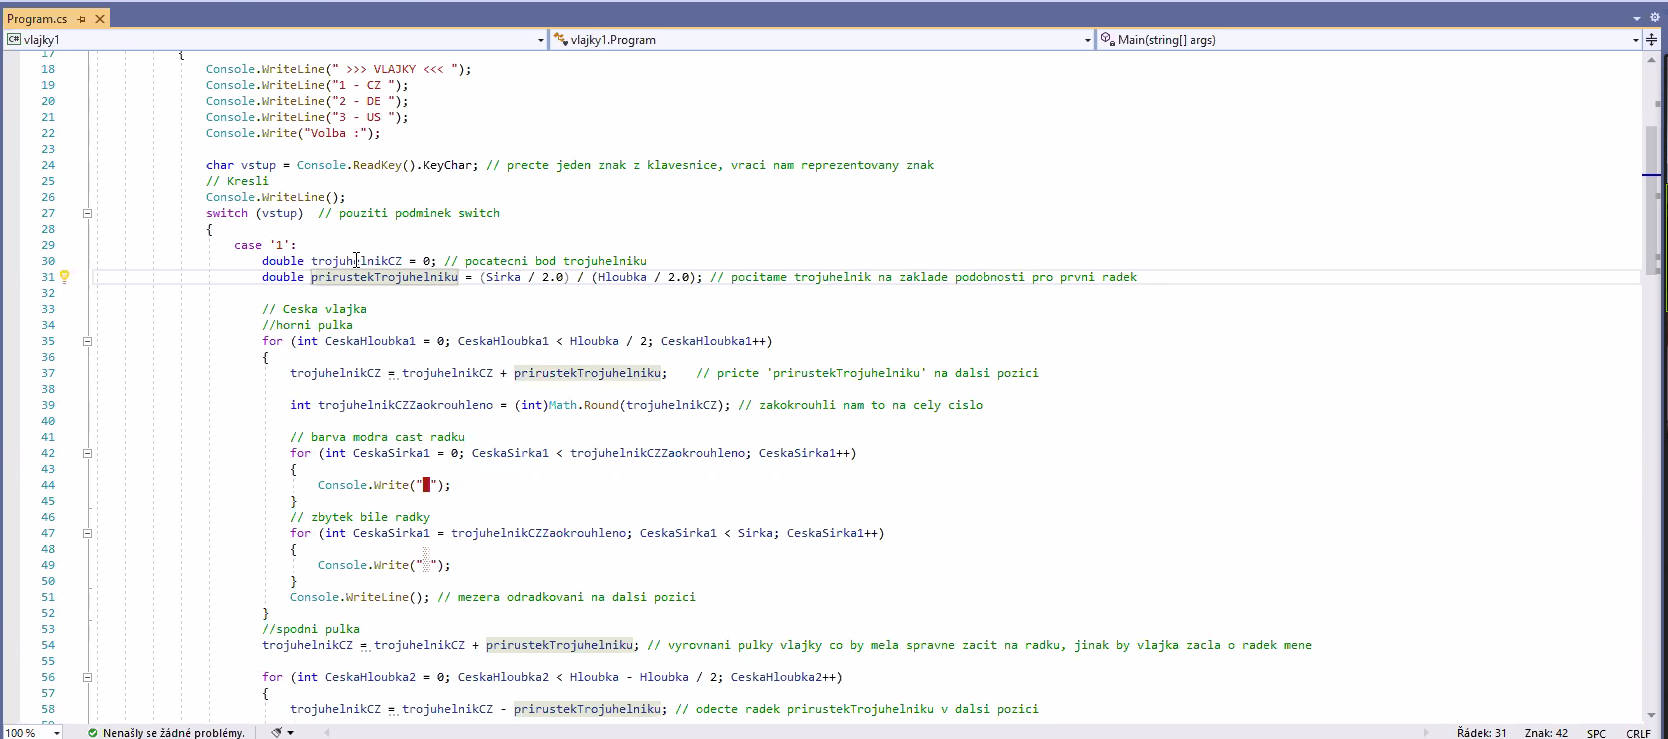 Program.cs
vlajky1
vlajky1.Program
Main(string[] args)
17 {
18 Console.WriteLine(" >>> VLAJKY <<< ");
19 Console.WriteLine("1 - CZ ");
20 Console.WriteLine("2 - DE ");
21 Console.WriteLine("3 - US ");
22 Console.Write("Volba :");
23
24 char vstup = Console.ReadKey().KeyChar; // precte jeden znak z klavesnice, vraci nam reprezentovany znak
25 // Kresli
26 Console.WriteLine();
27 switch (vstup) // pouziti podminek switch
28 {
29 case '1':
30 double trojuhelnikCZ = 0; // pocatecni bod trojuhelniku
31 double prirustekTrojuhelniku = (Sirka / 2.0) / (Hloubka / 2.0); // pocitame trojuhelnik na zaklade podobnosti pro prvni radek
32
33 // Ceska vlajka
34 //horni pulka
35 for (int CeskaHloubka1 = 0; CeskaHloubka1 < Hloubka / 2; CeskaHloubka1++)
36 {
37 trojuhelnikCZ = trojuhelnikCZ + prirustekTrojuhelniku; // pricte 'prirustekTrojuhelniku' na dalsi pozici
38
39 int trojuhelnikCZZaokrouhleno = (int)Math.Round(trojuhelnikCZ); // zakokrouhli nam to na cely cislo
40
41 // barva modra cast radku
42 for (int CeskaSirka1 = 0; CeskaSirka1 < trojuhelnikCZZaokrouhleno; CeskaSirka1++)
43 {
44 Console.Write("█");
45 }
46 // zbytek bile radky
47 for (int CeskaSirka1 = trojuhelnikCZZaokrouhleno; CeskaSirka1 < Sirka; CeskaSirka1++)
48 {
49 Console.Write("░");
50 }
51 Console.WriteLine(); // mezera odradkovani na dalsi pozici
52 }
53 //spodni pulka
54 trojuhelnikCZ = trojuhelnikCZ + prirustekTrojuhelniku; // vyrovnani pulky vlajky co by mela spravne zacit na radku, jinak by vlajka zacla o radek mene
55
56 for (int CeskaHloubka2 = 0; CeskaHloubka2 < Hloubka - Hloubka / 2; CeskaHloubka2++)
57 {
58 trojuhelnikCZ = trojuhelnikCZ - prirustekTrojuhelniku; // odecte radek prirustekTrojuhelniku v dalsi pozici
100 % Nenašly se žádné problémy. Řádek: 31 Znak: 42 SPC CRLF